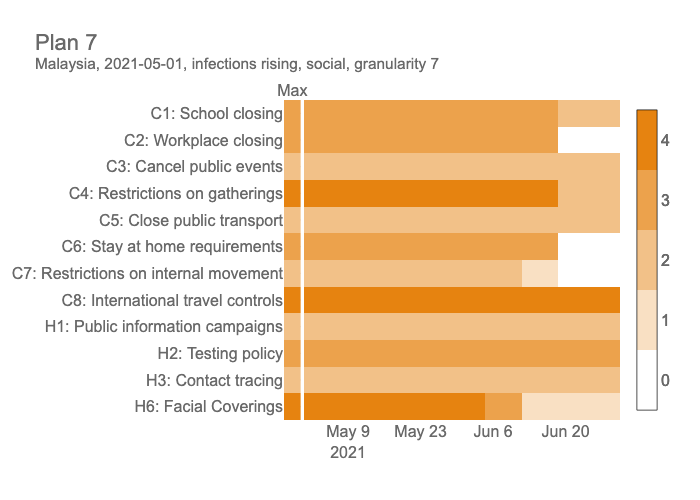 Plan 7
Malaysia, 2021-05-01, infections rising, social, granularity 7
Max
C1: School closing
C2: Workplace closing
C3: Cancel public events
C4: Restrictions on gatherings
C5: Close public transport
C6: Stay at home requirements
C7: Restrictions on internal movement
C8: International travel controls
H1: Public information campaigns
H2: Testing policy
H3: Contact tracing
H6: Facial Coverings
May 9 May 23 Jun 6 Jun 20
2021
4
3
2
1
0